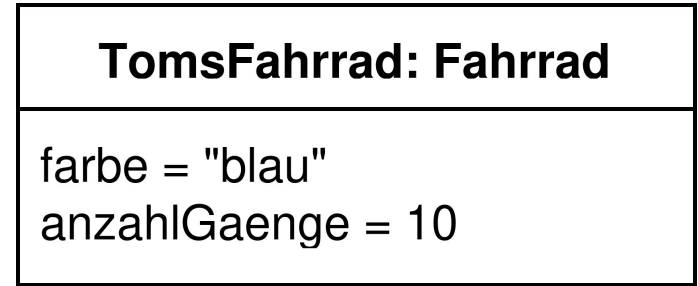 TomsFahrrad: Fahrrad
farbe = "blau"
anzahlGaenge = 10